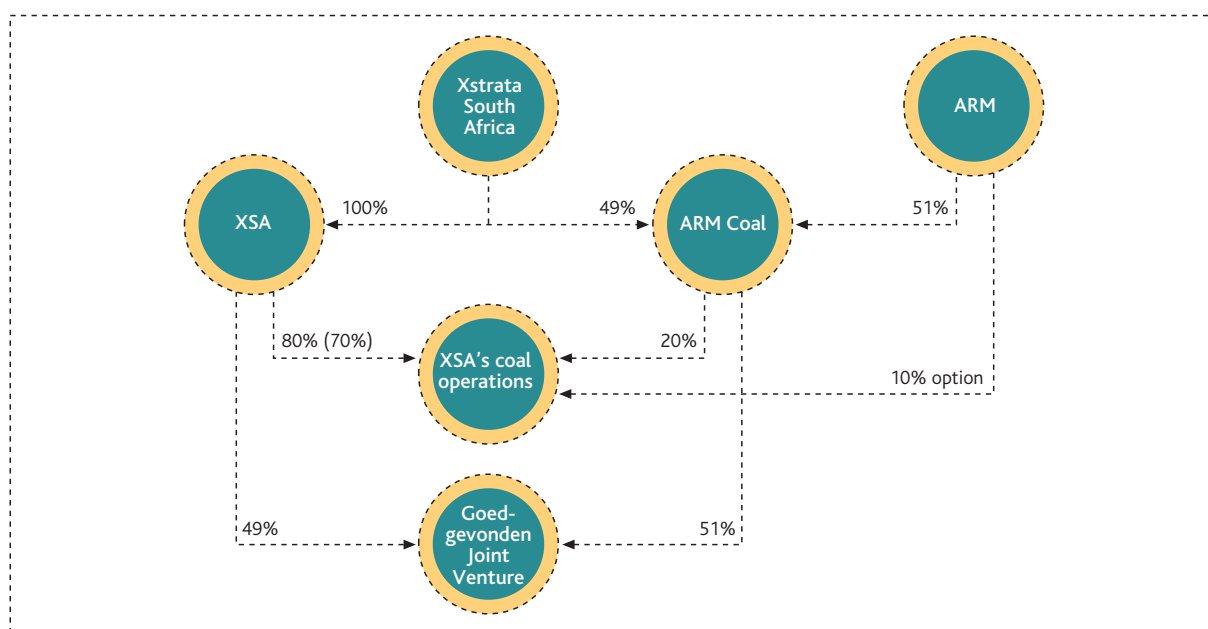 Xstrata
South
Africa
ARM
XSA
100%
49%
ARM Coal
51%
80% (70%)
XSA's coal
operations
20%
10% option
49%
Goed-
gevonden
Joint
Venture
51%